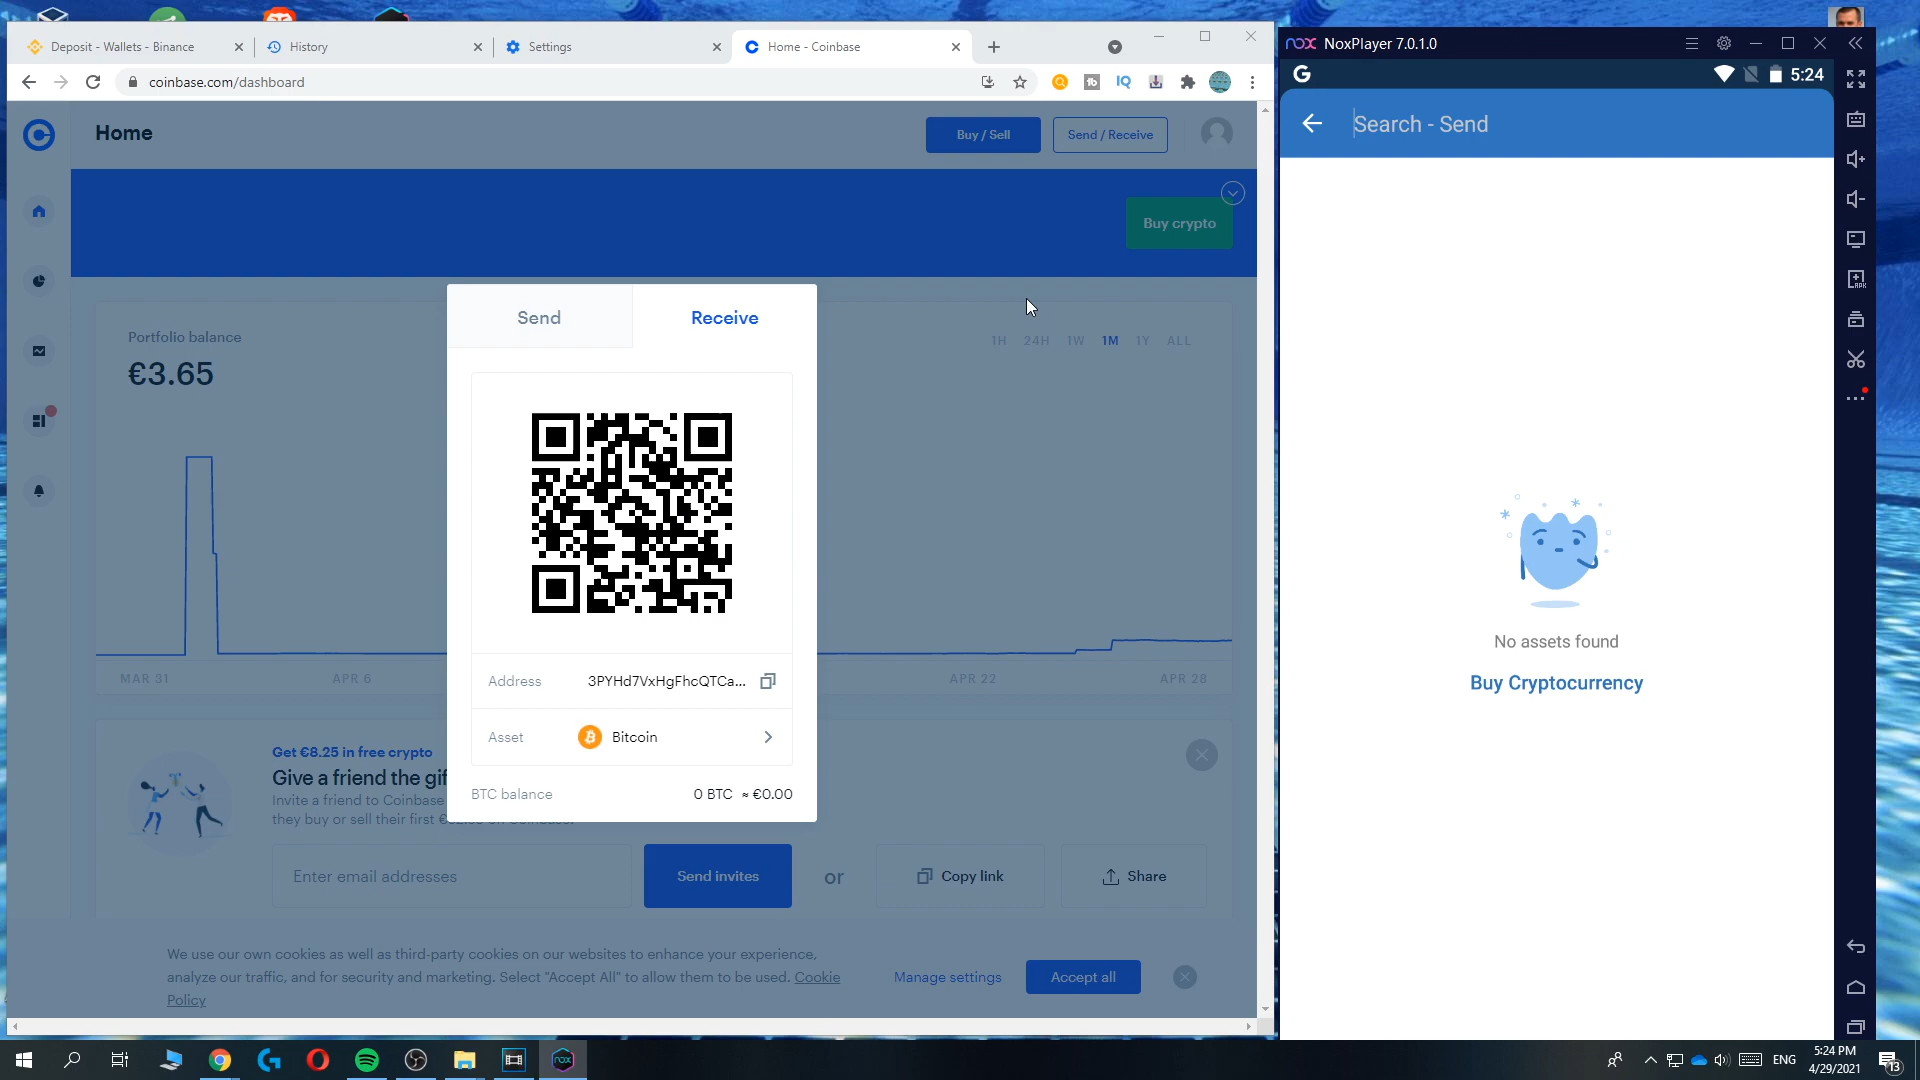 Deposit - Wallets - Binance
History
Settings
Home - Coinbase
coinbase.com/dashboard
Home
Buy / Sell
Send / Receive
Buy crypto
Portfolio balance
€3.65
1H 24H 1W 1M 1Y ALL
MAR 31
APR 6
APR 22
APR 28
Send
Receive
Address
3PYHd7VxHgFhcQTCa...
Asset
Bitcoin
BTC balance
0 BTC ≈ €0.00
Get €8.25 in free crypto
Give a friend the gif
Invite a friend to Coinbase
they buy or sell their first
Enter email addresses
Send invites
or
Copy link
Share
We use our own cookies as well as third-party cookies on our websites to enhance your experience,
analyze our traffic, and for security and marketing. Select "Accept All" to allow them to be used. Cookie
Policy
Manage settings
Accept all
nox NoxPlayer 7.0.1.0
G
5:24
Search - Send
No assets found
Buy Cryptocurrency
IQ
APK
nox
ENG
5:24 PM
4/29/2021
13